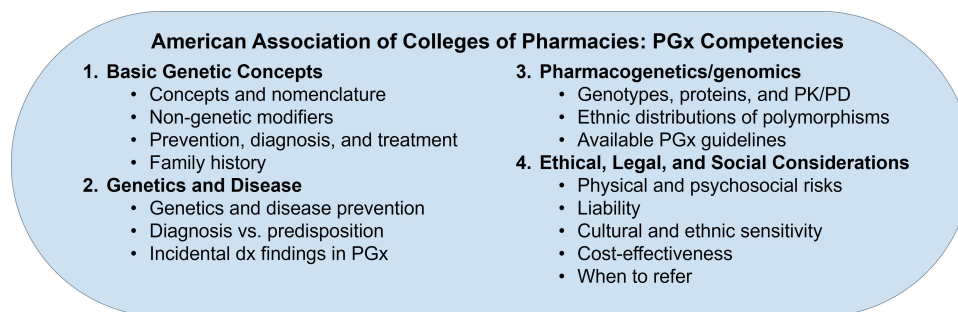 American Association of Colleges of Pharmacies: PGx Competencies
1. Basic Genetic Concepts
• Concepts and nomenclature
• Non-genetic modifiers
• Prevention, diagnosis, and treatment
• Family history
2. Genetics and Disease
• Genetics and disease prevention
• Diagnosis vs. predisposition
• Incidental dx findings in PGx
3. Pharmacogenetics/genomics
• Genotypes, proteins, and PK/PD
• Ethnic distributions of polymorphisms
• Available PGx guidelines
4. Ethical, Legal, and Social Considerations
• Physical and psychosocial risks
• Liability
• Cultural and ethnic sensitivity
• Cost-effectiveness
• When to refer